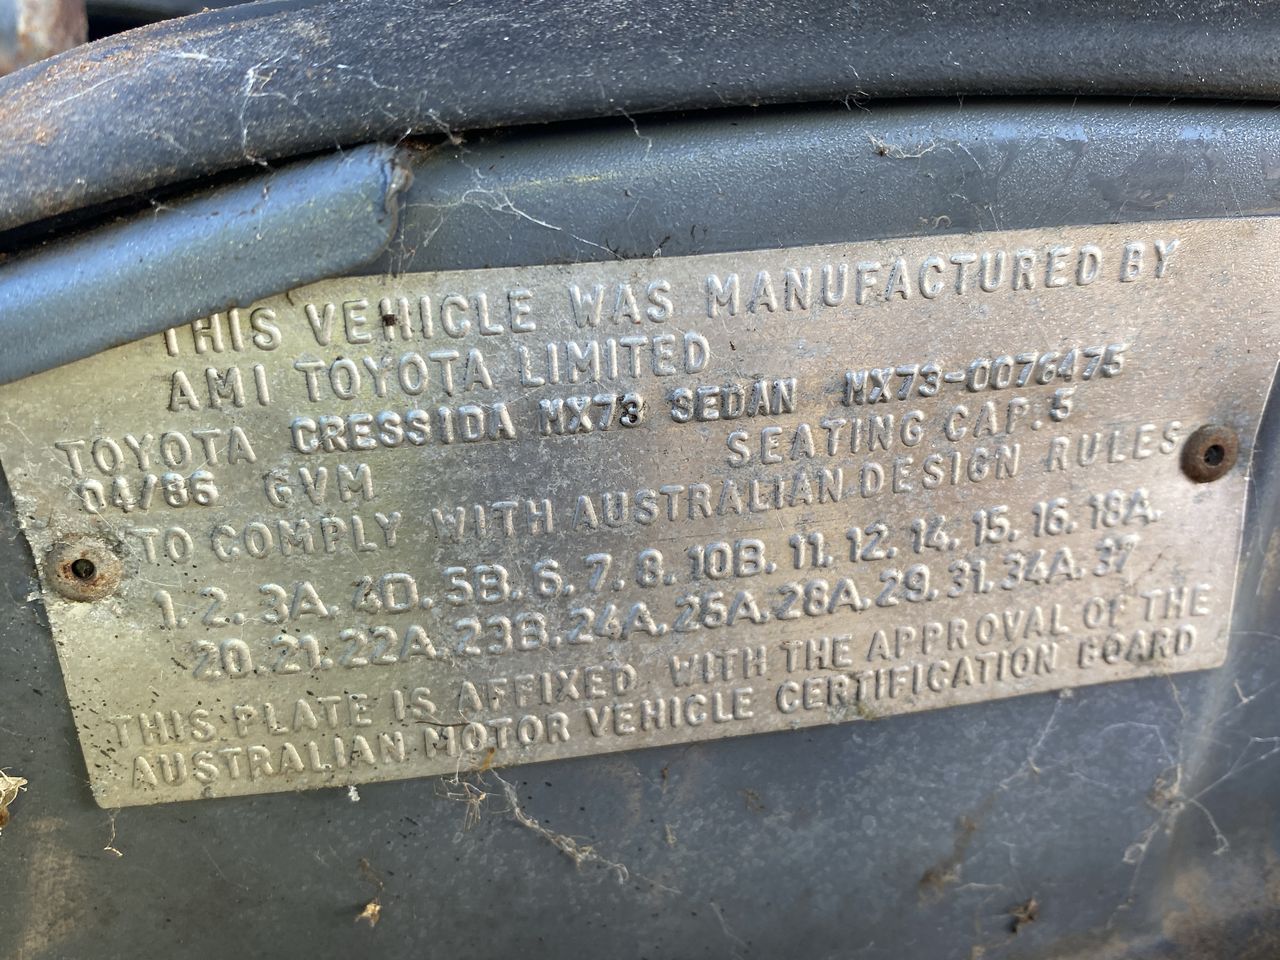 THIS VEHICLE WAS MANUFACTURED BY
AMI TOYOTA LIMITED
TOYOTA CRESSIDA MX73 SEDAN MX73-0076475
04/86 GVM SEATING CAP. 5
TO COMPLY WITH AUSTRALIAN DESIGN RULES
1. 2. 3A. 4D. 5B. 6. 7. 8. 10B. 11. 12. 14. 15. 16. 18A.
20. 21. 22A. 23B. 24A. 25A. 28A. 29. 31. 34A. 37
THIS PLATE IS AFFIXED WITH THE APPROVAL OF THE
AUSTRALIAN MOTOR VEHICLE CERTIFICATION BOARD